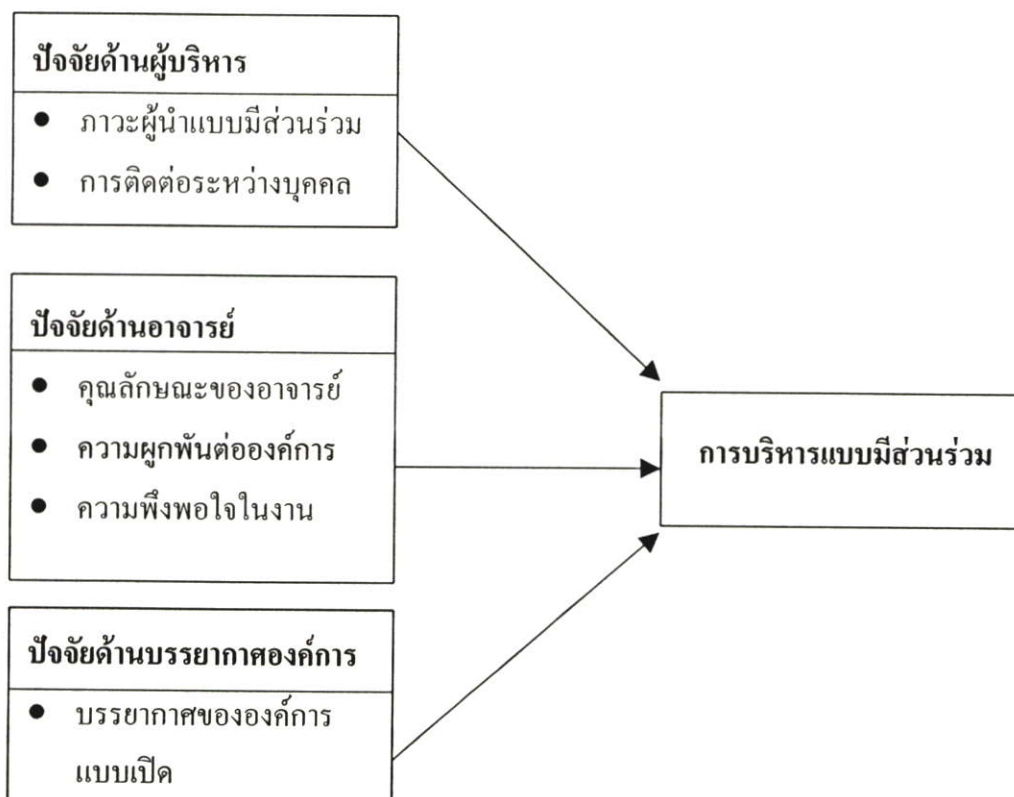 ปัจจัยด้านผู้บริหาร
● ภาวะผู้นำแบบมีส่วนร่วม
● การติดต่อระหว่างบุคคล
ปัจจัยด้านอาจารย์
● คุณลักษณะของอาจารย์
● ความผูกพันต่อองค์การ
● ความพึงพอใจในงาน
การบริหารแบบมีส่วนร่วม
ปัจจัยด้านบรรยากาศองค์การ
● บรรยากาศขององค์การ
แบบเปิด